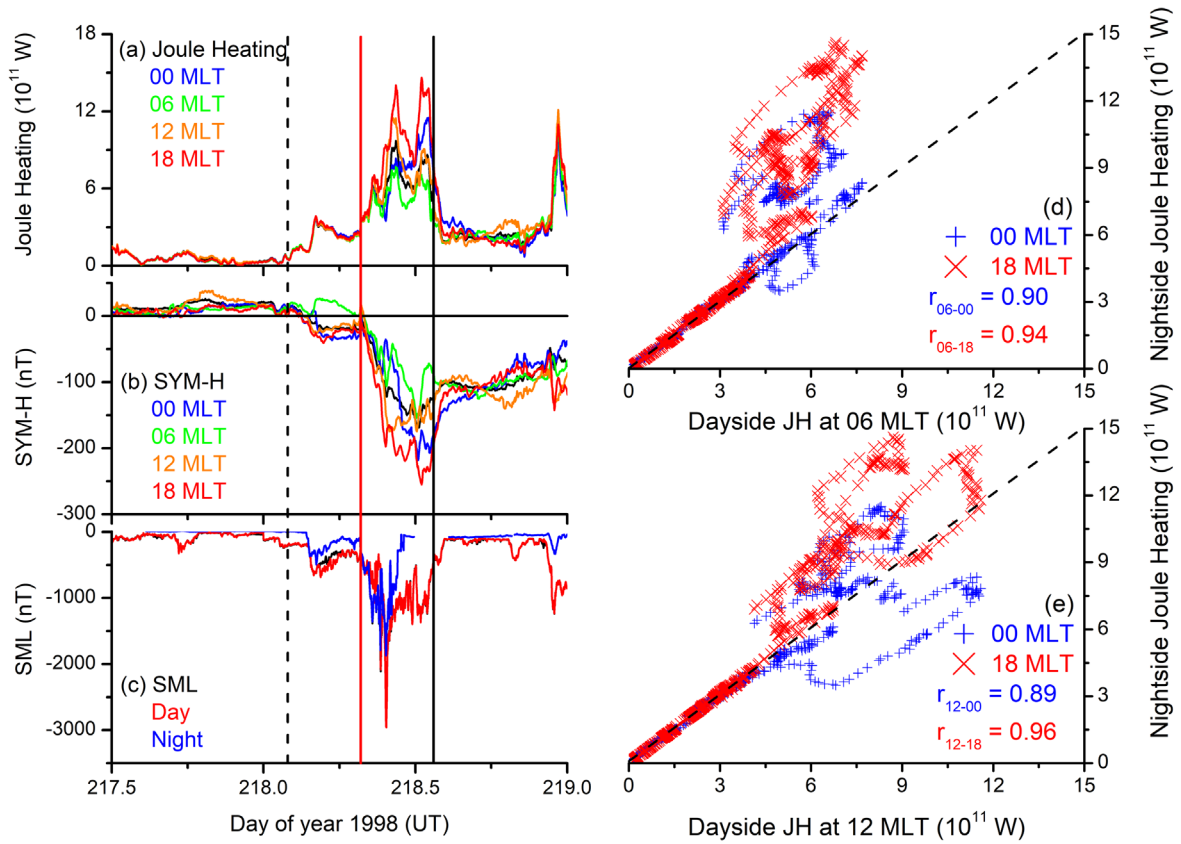 18
12
6
0
Joule Heating (10¹¹ W)
(a) Joule Heating
00 MLT
06 MLT
12 MLT
18 MLT
0
-100
-200
-300
SYM-H (nT)
(b) SYM-H
00 MLT
06 MLT
12 MLT
18 MLT
0
-1000
-2000
-3000
SML (nT)
(c) SML
Day
Night
217.5
218.0
218.5
219.0
Day of year 1998 (UT)
15
12
9
6
3
0
Nightside Joule Heating (10¹¹ W)
(d)
00 MLT
18 MLT
r₀₆₋₀₀ = 0.90
r₀₆₋₁₈ = 0.94
0
3
6
9
12
15
Dayside JH at 06 MLT (10¹¹ W)
15
12
9
6
3
0
Nightside Joule Heating (10¹¹ W)
(e)
00 MLT
18 MLT
r₁₂₋₀₀ = 0.89
r₁₂₋₁₈ = 0.96
0
3
6
9
12
15
Dayside JH at 12 MLT (10¹¹ W)